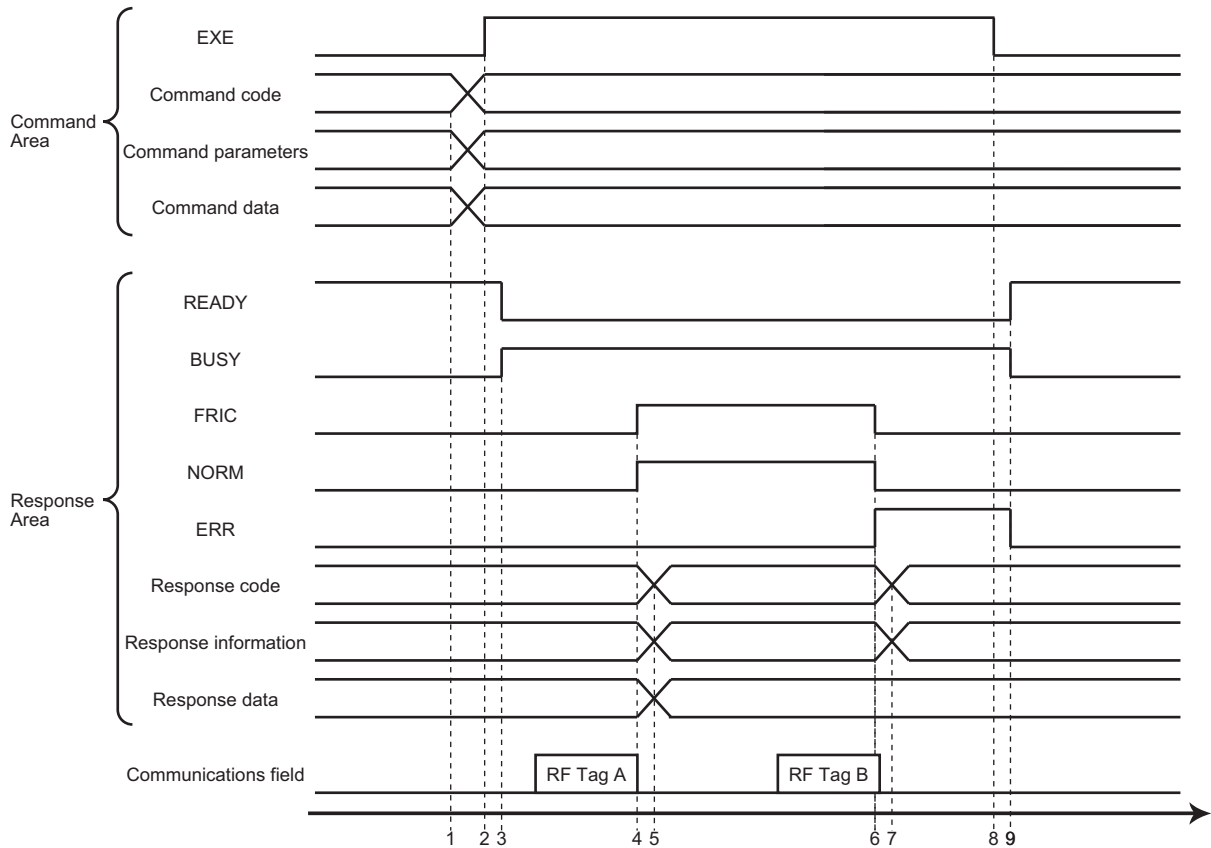 EXE
Command code
Command
Area
Command parameters
Command data
READY
BUSY
FRIC
NORM
Response
Area
ERR
Response code
Response information
Response data
Communications field
RF Tag A
RF Tag B
1 2 3 4 5 6 7 8 9